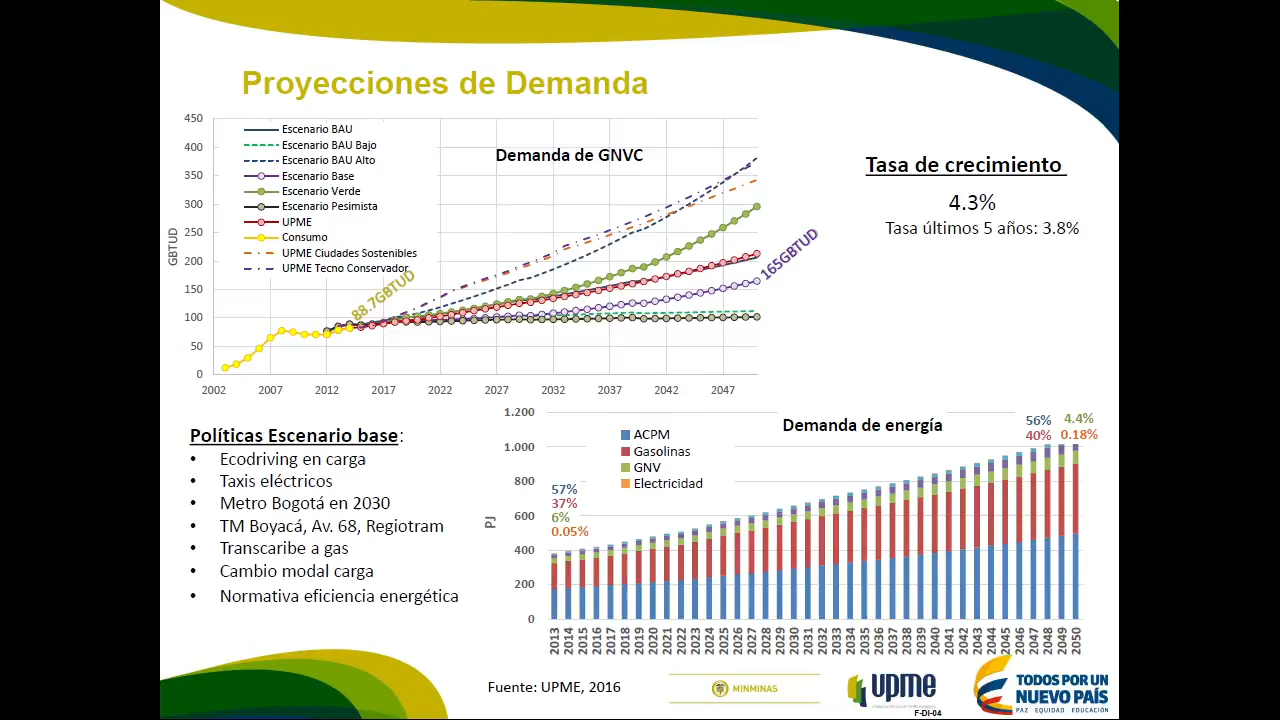 Proyecciones de Demanda
Demanda de GNVC
GBTUD
450
400
350
300
250
200
150
100
50
0
2002 2007 2012 2017 2022 2027 2032 2037 2042 2047
Escenario BAU
Escenario BAU Bajo
Escenario BAU Alto
Escenario Base
Escenario Verde
Escenario Pesimista
UPME
Consumo
UPME Ciudades Sostenibles
UPME Tecno Conservador
88.7GBTUD
165GBTUD
Tasa de crecimiento
4.3%
Tasa últimos 5 años: 3.8%
Políticas Escenario base:
• Ecodriving en carga
• Taxis eléctricos
• Metro Bogotá en 2030
• TM Boyacá, Av. 68, Regiotram
• Transcaribe a gas
• Cambio modal carga
• Normativa eficiencia energética
Demanda de energía
PJ
1.200
1.000
800
600
400
200
0
ACPM
Gasolinas
GNV
Electricidad
57%
37%
6%
0.05%
56% 4.4%
40% 0.18%
2013 2014 2015 2016 2017 2018 2019 2020 2021 2022 2023 2024 2025 2026 2027 2028 2029 2030 2031 2032 2033 2034 2035 2036 2037 2038 2039 2040 2041 2042 2043 2044 2045 2046 2047 2048 2049 2050
Fuente: UPME, 2016
MINMINAS
upme
F-DI-04
TODOS POR UN
NUEVO PAÍS
PAZ EQUIDAD EDUCACIÓN